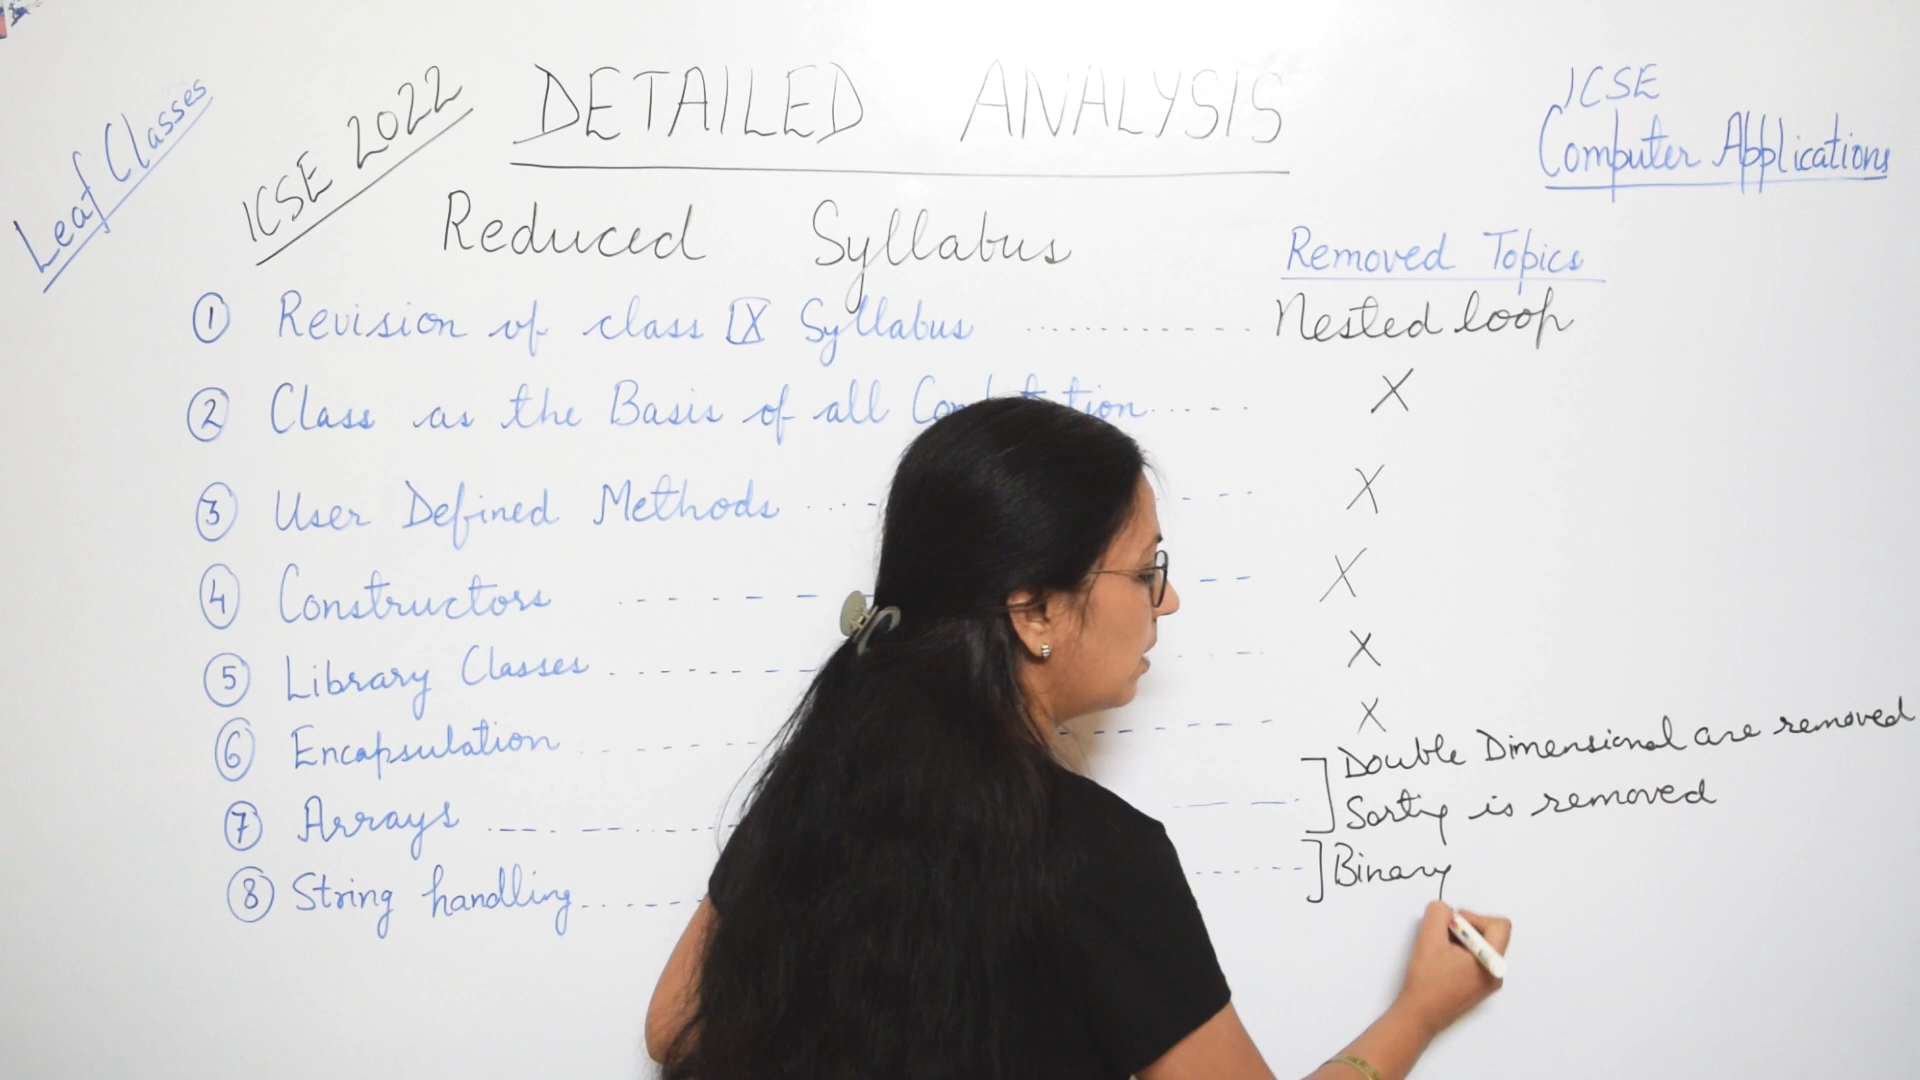 Leaf Classes
ICSE 2022
DETAILED ANALYSIS
ICSE
Computer Applications
Reduced Syllabus
Removed Topics
① Revision of class IX Syllabus ............ Nested loop
② Class as the Basis of all ..... X
③ User Defined Methods ..... X
④ Constructors ..... X
⑤ Library Classes ..... X
⑥ Encapsulation ..... X
⑦ Arrays ..... ] Double Dimensional are removed
Sorting is removed
⑧ String handling ..... ] Binary